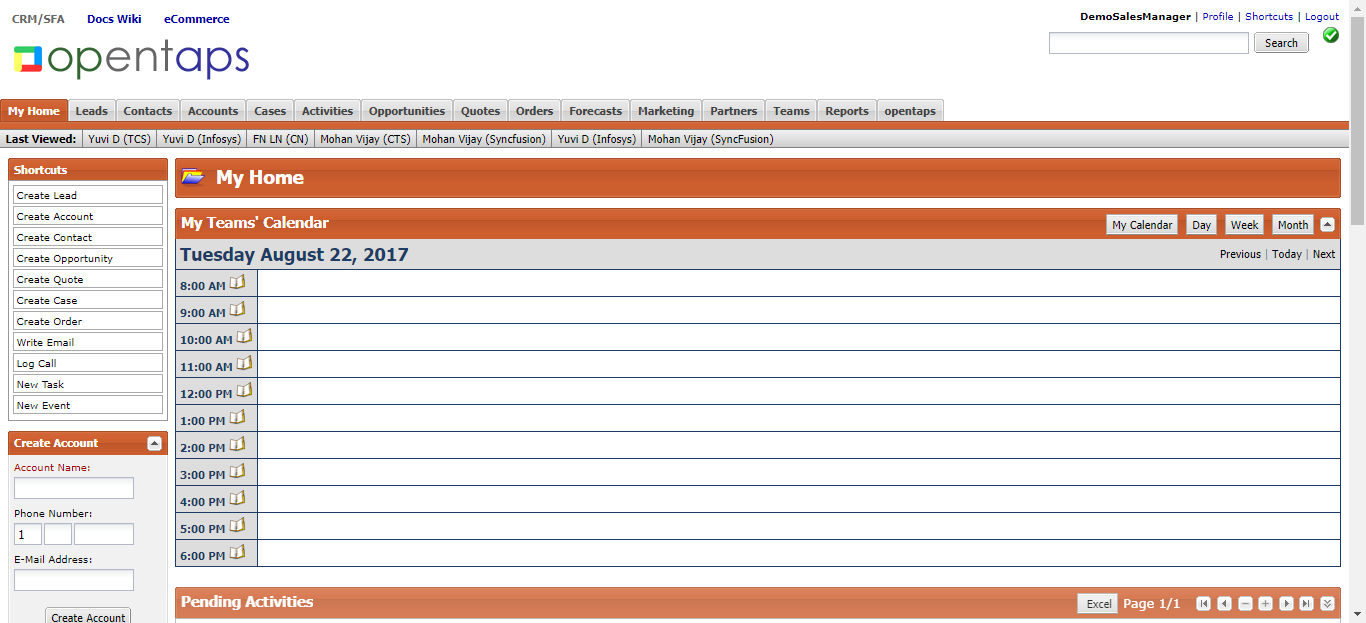 CRM/SFA Docs Wiki eCommerce
DemoSalesManager | Profile | Shortcuts | Logout
opentaps
Search
My Home Leads Contacts Accounts Cases Activities Opportunities Quotes Orders Forecasts Marketing Partners Teams Reports opentaps
Last Viewed: Yuvi D (TCS) Yuvi D (Infosys) FN LN (CN) Mohan Vijay (CTS) Mohan Vijay (Syncfusion) Yuvi D (Infosys) Mohan Vijay (SyncFusion)
Shortcuts
Create Lead
Create Account
Create Contact
Create Opportunity
Create Quote
Create Case
Create Order
Write Email
Log Call
New Task
New Event
Create Account
Account Name:
Phone Number:
1
E-Mail Address:
Create Account
My Home
My Teams' Calendar
My Calendar Day Week Month
Tuesday August 22, 2017
Previous | Today | Next
8:00 AM
9:00 AM
10:00 AM
11:00 AM
12:00 PM
1:00 PM
2:00 PM
3:00 PM
4:00 PM
5:00 PM
6:00 PM
Pending Activities
Excel Page 1/1